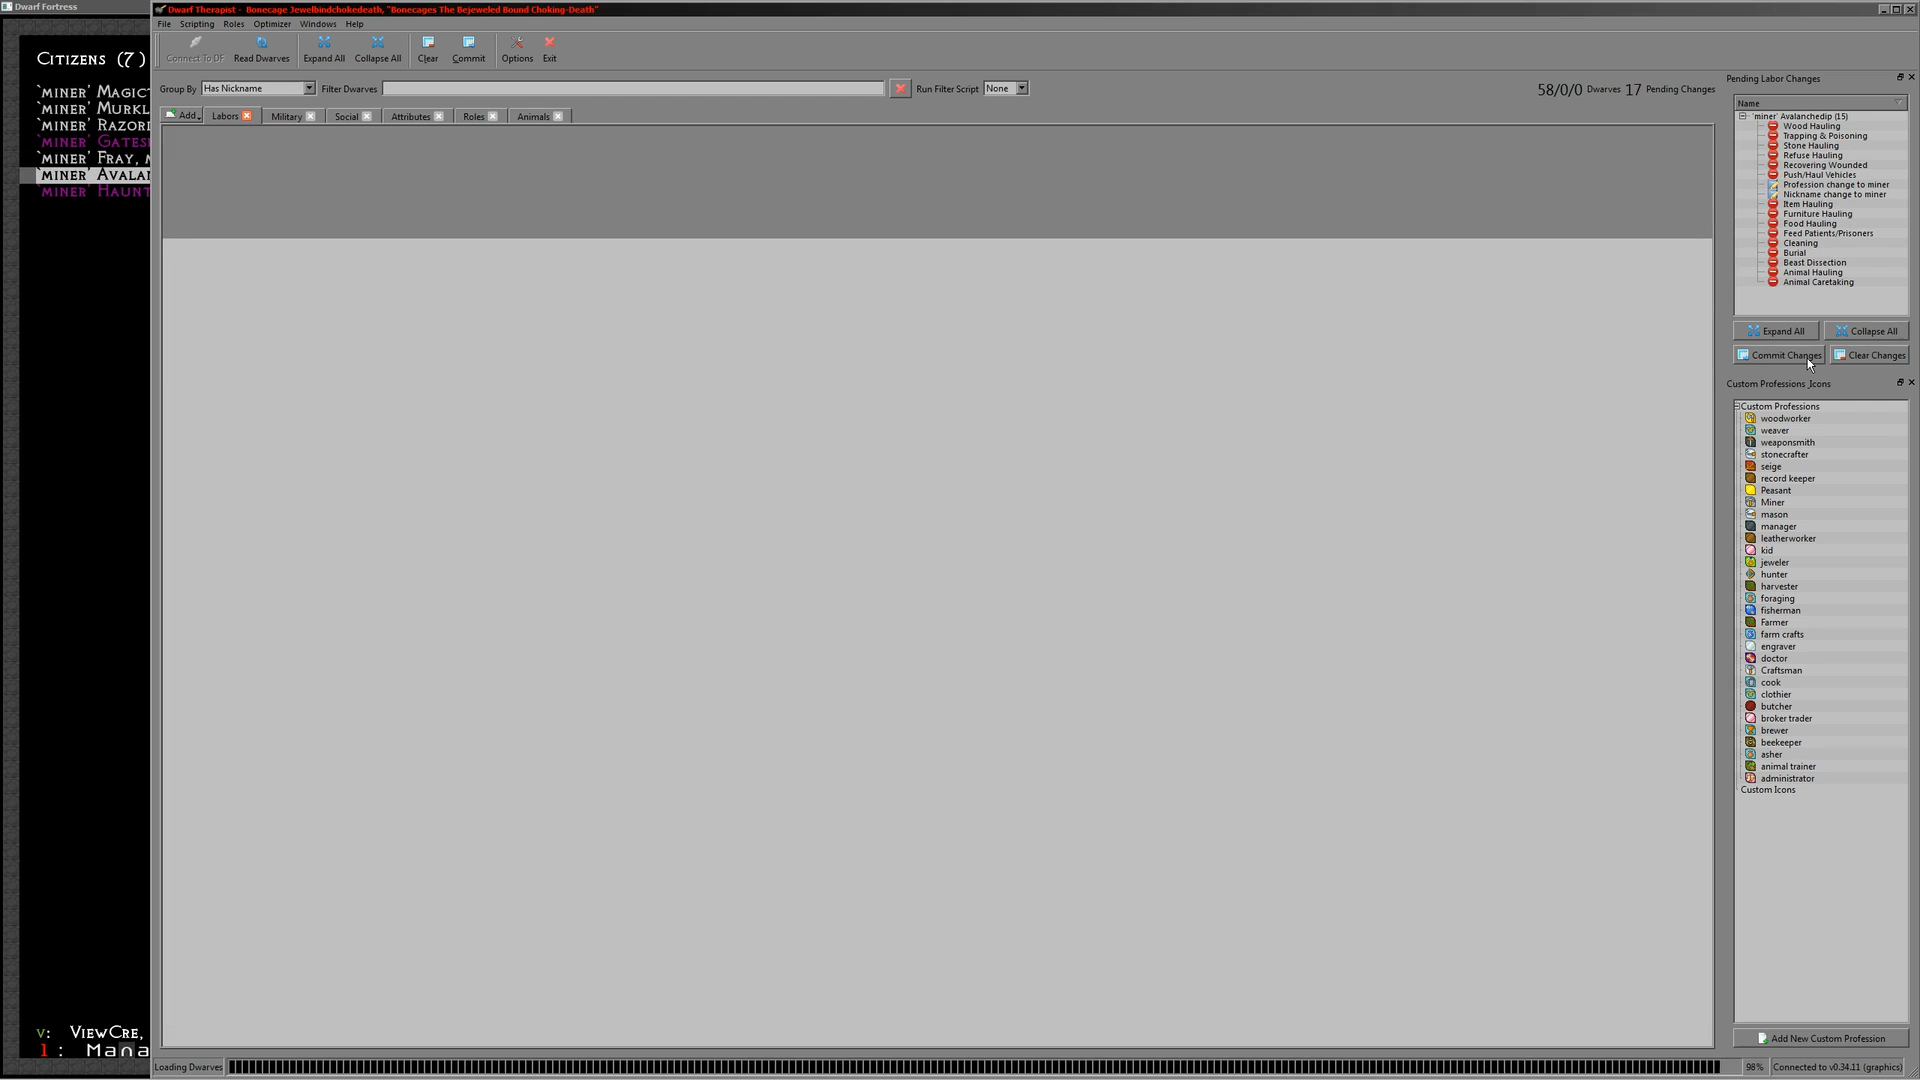 Dwarf Fortress
Dwarf Therapist - Bonecage Jewelbindchokedeath, "Bonecages The Bejeweled Bound Choking-Death"
File Scripting Roles Optimizer Windows Help
Connect To DF Read Dwarves Expand All Collapse All Clear Commit Options Exit
Group By Has Nickname Filter Dwarves Run Filter Script None 58/0/0 Dwarves 17 Pending Changes
Add Labors Military Social Attributes Roles Animals
Citizens (7)
`miner' Magict
`miner' Murkl
`miner' Razori
`miner' Gates
`miner' Fray, m
`miner' Avalan
`miner' Haunt
v: ViewCre,
l: Mana
Pending Labor Changes
Name
'miner' Avalanchedip (15)
Wood Hauling
Trapping & Poisoning
Stone Hauling
Refuse Hauling
Recovering Wounded
Push/Haul Vehicles
Profession change to miner
Nickname change to miner
Item Hauling
Furniture Hauling
Food Hauling
Feed Patients/Prisoners
Cleaning
Burial
Beast Dissection
Animal Hauling
Animal Caretaking
Expand All Collapse All
Commit Changes Clear Changes
Custom Professions Icons
Custom Professions
woodworker
weaver
weaponsmith
stonecrafter
seige
record keeper
Peasant
Miner
mason
manager
leatherworker
kid
jeweler
hunter
harvester
foraging
fisherman
Farmer
farm crafts
engraver
doctor
Craftsman
cook
clothier
butcher
broker trader
brewer
beekeeper
asher
animal trainer
administrator
Custom Icons
Add New Custom Profession
Loading Dwarves 98% Connected to v0.34.11 (graphics)